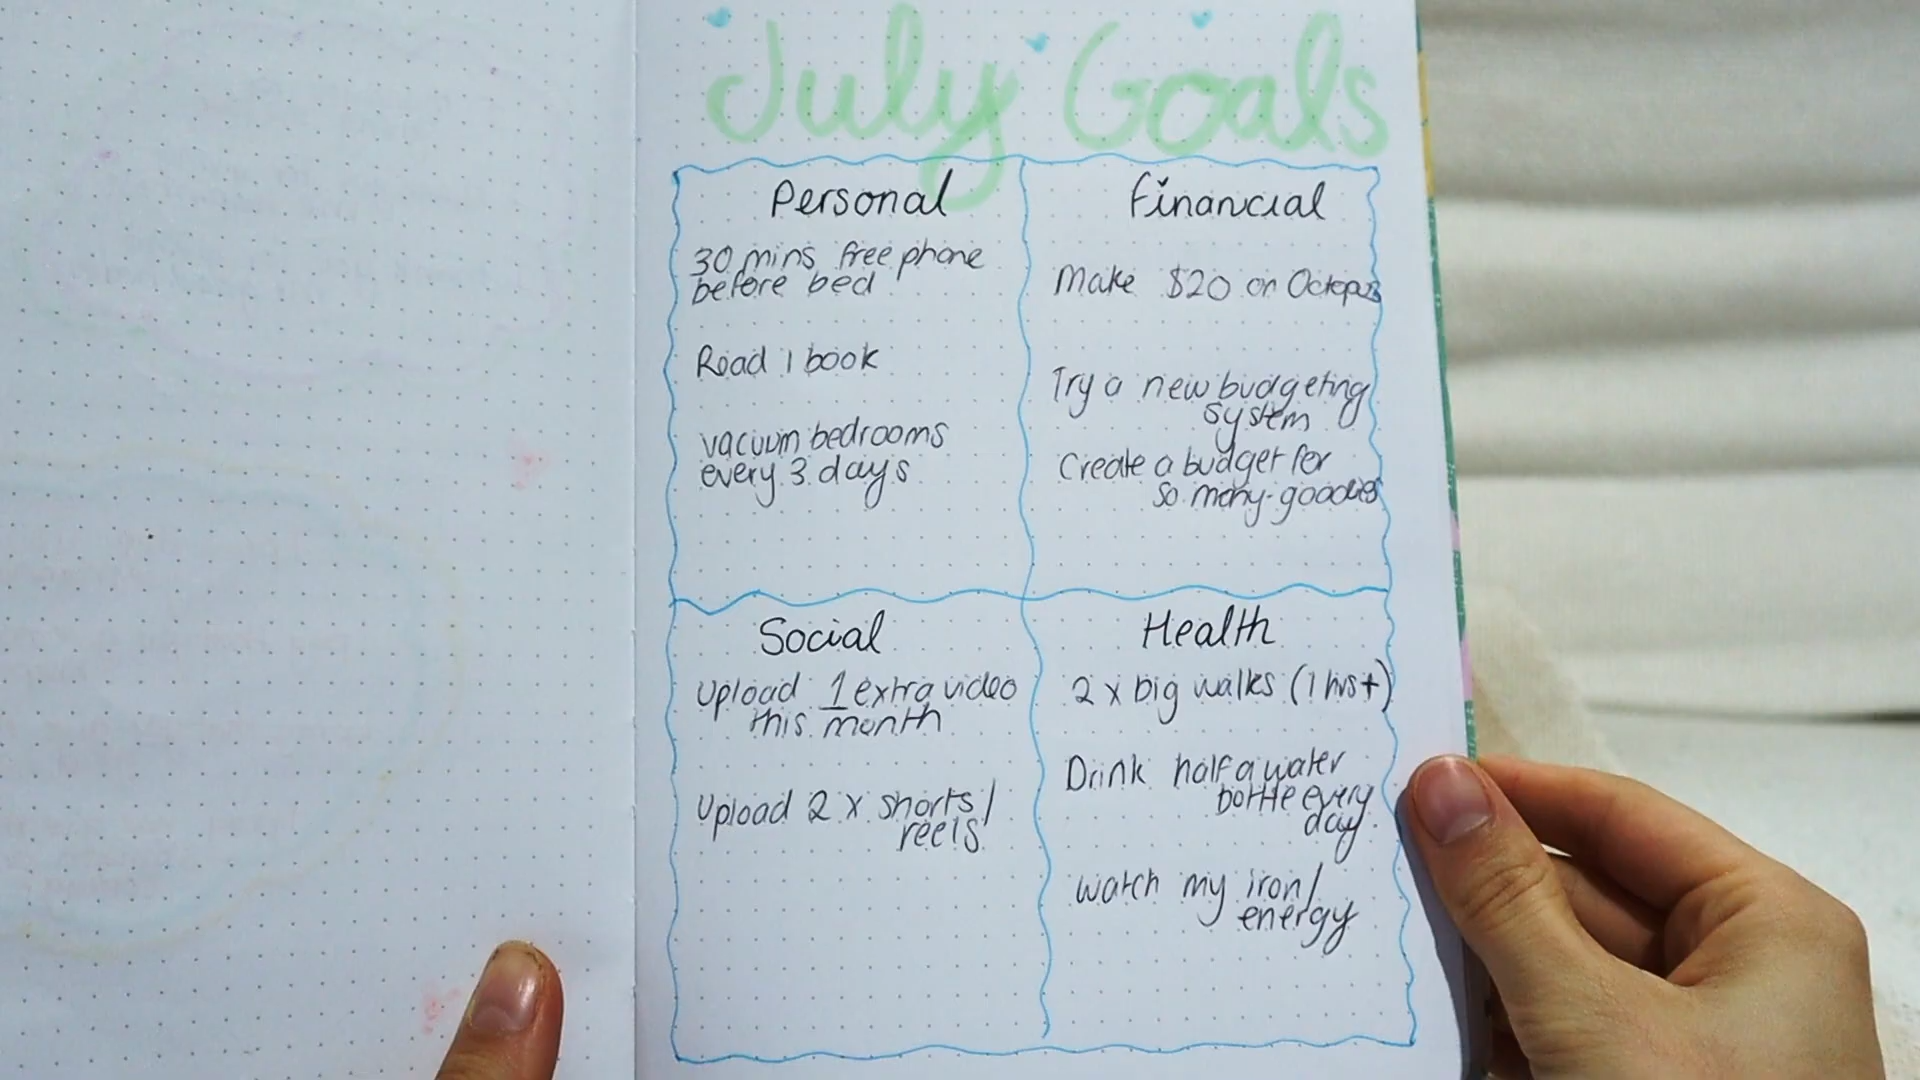 July Goals
Personal
30 mins free phone
before bed
Read 1 book
vacuum bedrooms
every 3 days
financial
Make $20 on Octopus
Try a new budgeting
system
Create a budget for
so many goodies
Social
Upload 1 extra video
this month
Upload 2 x shorts/
reels
Health
2 x big walks (1 hrs+)
Drink half a water
bottle every
day
watch my iron/
energy